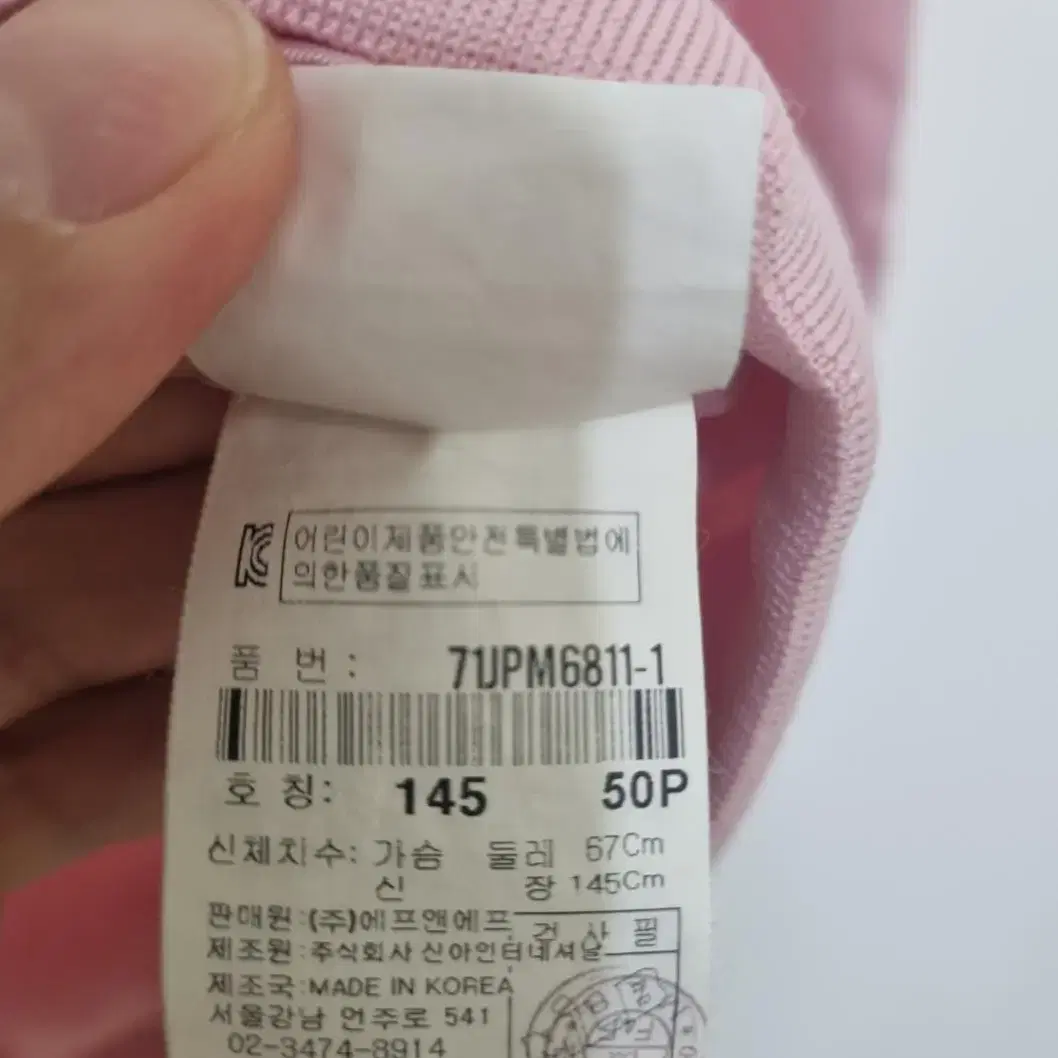 KC 어린이제품안전특별법에
의한품질표시
품 번 : 71JPM6811-1
호 칭: 145 50P
신체치수: 가슴 둘레 67Cm
신 장 145Cm
판매원:(주)에프앤에프
검 사 필
제조원:주식회사 신아인터네셔날
제조국:MADE IN KOREA
서울강남 언주로 541
02-3474-8914